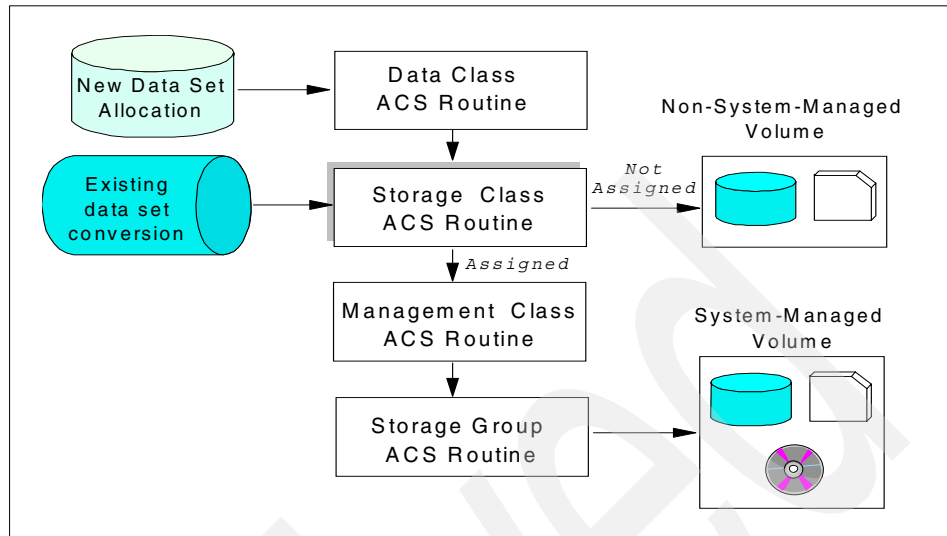 New Data Set
Allocation
Data Class
ACS Routine
Non-System-Managed
Volume
Existing
data set
conversion
Storage Class
ACS Routine
Not
Assigned
Assigned
Management Class
ACS Routine
System-Managed
Volume
Storage Group
ACS Routine